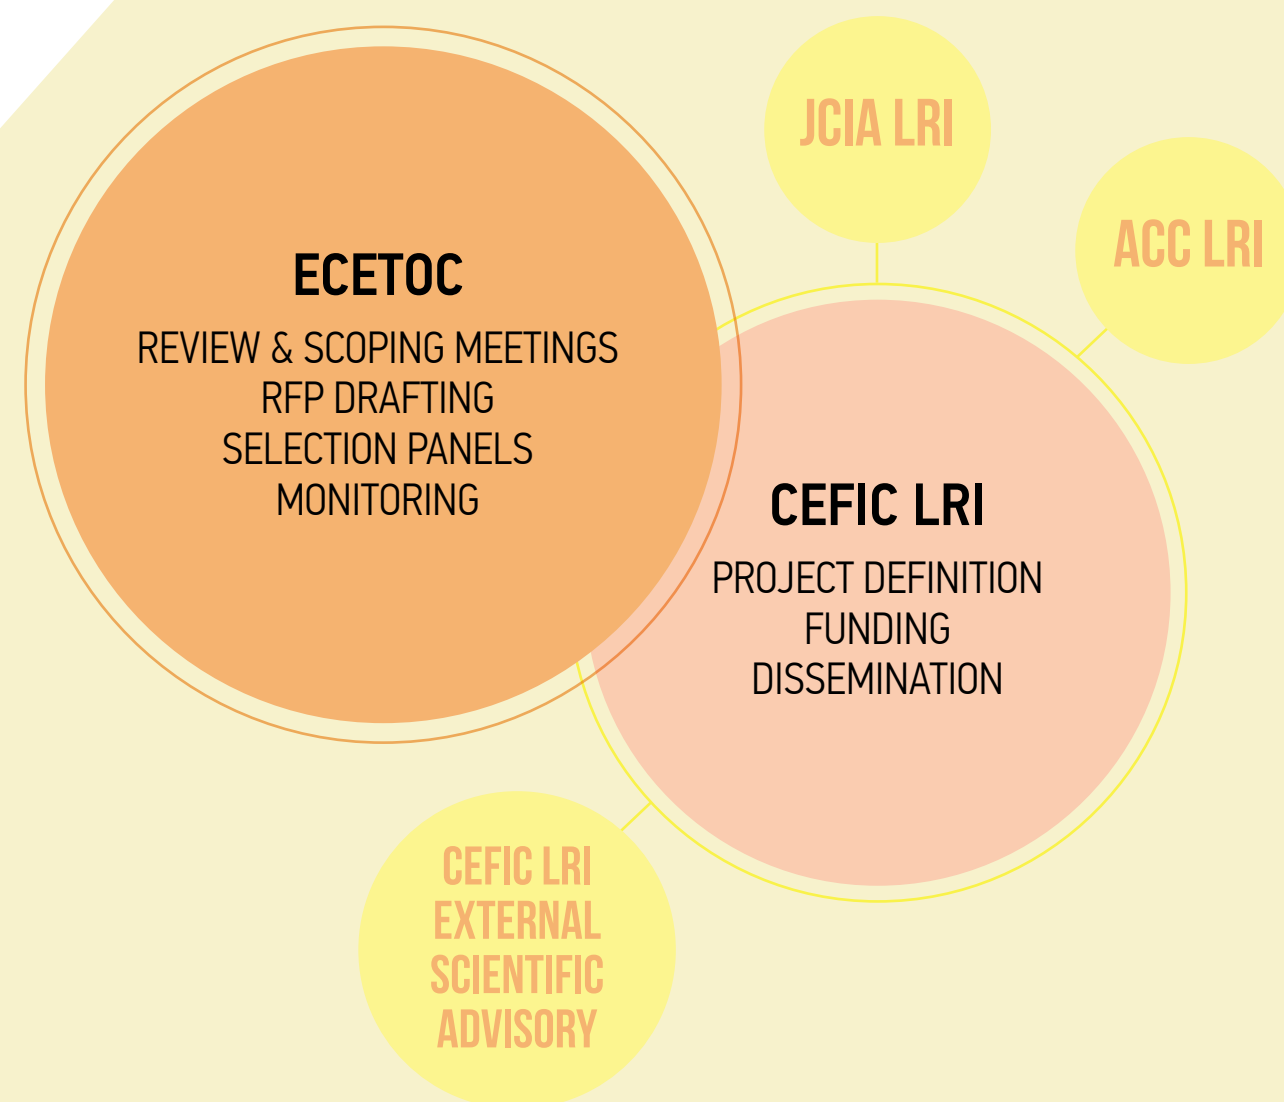 JCIA LRI
ACC LRI
ECETOC
REVIEW & SCOPING MEETINGS
RFP DRAFTING
SELECTION PANELS
MONITORING
CEFIC LRI
PROJECT DEFINITION
FUNDING
DISSEMINATION
CEFIC LRI
EXTERNAL
SCIENTIFIC
ADVISORY